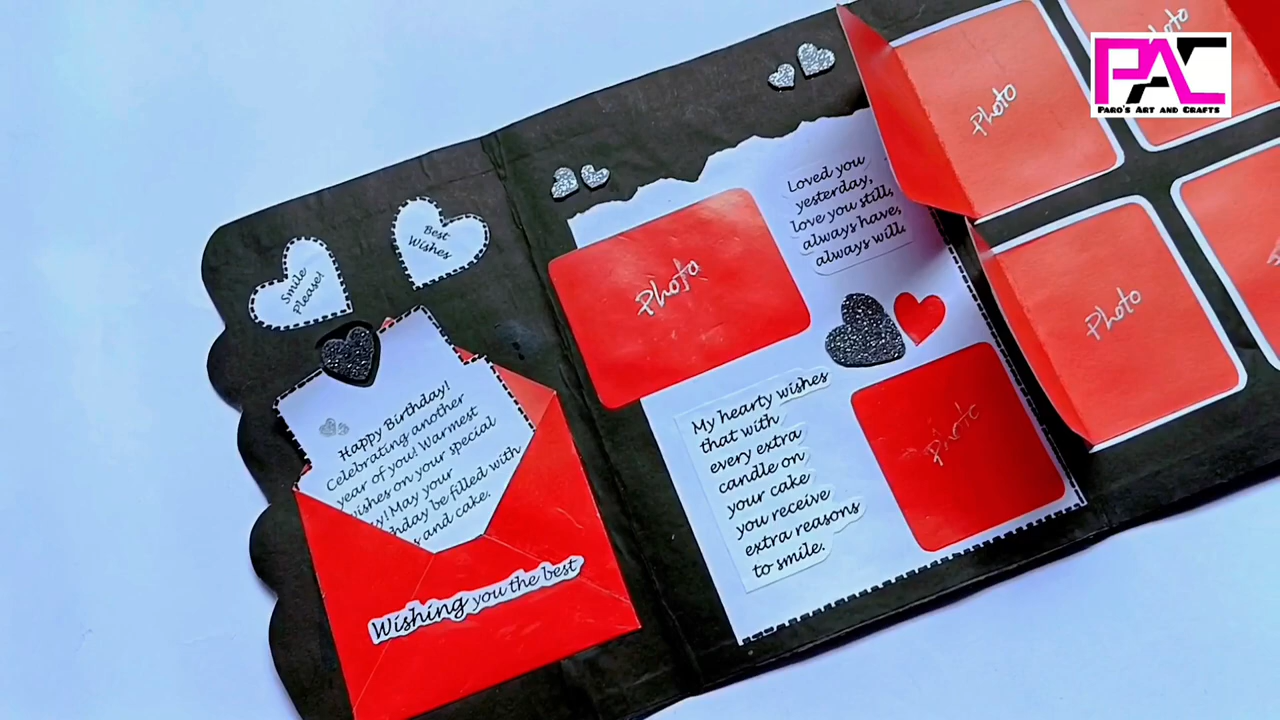 PAC
PARO'S ART AND CRAFTS
Smile
Please!
Best
Wishes
Happy Birthday!
Celebrating another
year of you! Warmest
wishes on your special
May your
be filled with
and cake.
Wishing you the best
Photo
Loved you
yesterday,
love you still,
always have,
always will.
My hearty wishes
that with
every extra
candle on
your cake
you receive
extra reasons
to smile.
Photo
Photo
Photo